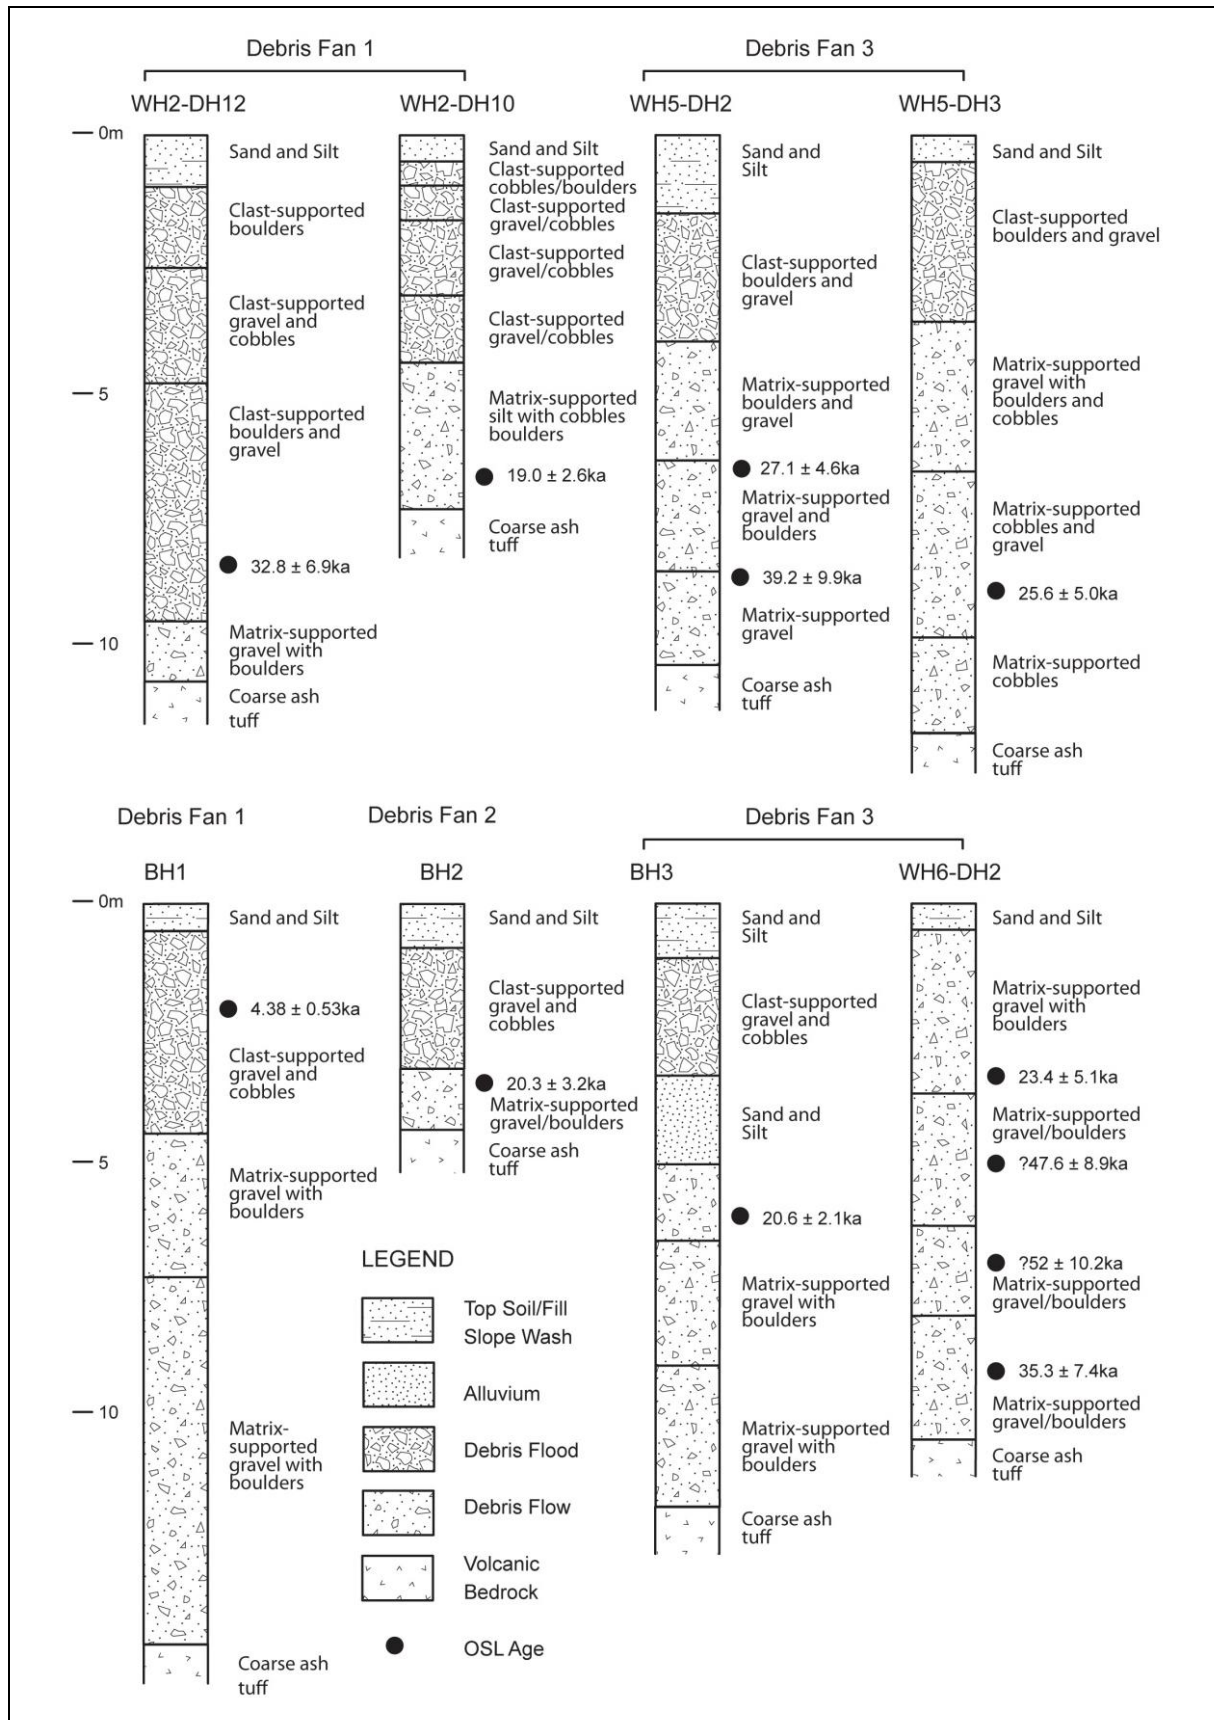 Debris Fan 1
Debris Fan 3
WH2-DH12
WH2-DH10
WH5-DH2
WH5-DH3
0m
5
10
Sand and Silt
Clast-supported
boulders
Clast-supported
gravel and
cobbles
Clast-supported
boulders and
gravel
32.8 ± 6.9ka
Matrix-supported
gravel with
boulders
Coarse ash
tuff
Sand and Silt
Clast-supported
cobbles/boulders
Clast-supported
gravel/cobbles
Clast-supported
gravel/cobbles
Clast-supported
gravel/cobbles
Matrix-supported
silt with cobbles
boulders
19.0 ± 2.6ka
Coarse ash
tuff
Sand and
Silt
Clast-supported
boulders and
gravel
Matrix-supported
boulders and
gravel
27.1 ± 4.6ka
Matrix-supported
gravel and
boulders
39.2 ± 9.9ka
Matrix-supported
gravel
Coarse ash
tuff
Sand and Silt
Clast-supported
boulders and gravel
Matrix-supported
gravel with
boulders and
cobbles
Matrix-supported
cobbles and
gravel
25.6 ± 5.0ka
Matrix-supported
cobbles
Coarse ash
tuff
Debris Fan 1
Debris Fan 2
Debris Fan 3
BH1
BH2
BH3
WH6-DH2
0m
5
10
Sand and Silt
4.38 ± 0.53ka
Clast-supported
gravel and
cobbles
Matrix-supported
gravel with
boulders
Matrix-
supported
gravel with
boulders
Coarse ash
tuff
Sand and Silt
Clast-supported
gravel and
cobbles
20.3 ± 3.2ka
Matrix-supported
gravel/boulders
Coarse ash
tuff
Sand and
Silt
Clast-supported
gravel and
cobbles
Sand and
Silt
20.6 ± 2.1ka
Matrix-supported
gravel with
boulders
Matrix-supported
gravel with
boulders
Coarse ash
tuff
Sand and Silt
Matrix-supported
gravel with
boulders
23.4 ± 5.1ka
Matrix-supported
gravel/boulders
?47.6 ± 8.9ka
?52 ± 10.2ka
Matrix-supported
gravel/boulders
35.3 ± 7.4ka
Matrix-supported
gravel/boulders
Coarse ash
tuff
LEGEND
Top Soil/Fill
Slope Wash
Alluvium
Debris Flood
Debris Flow
Volcanic
Bedrock
OSL Age